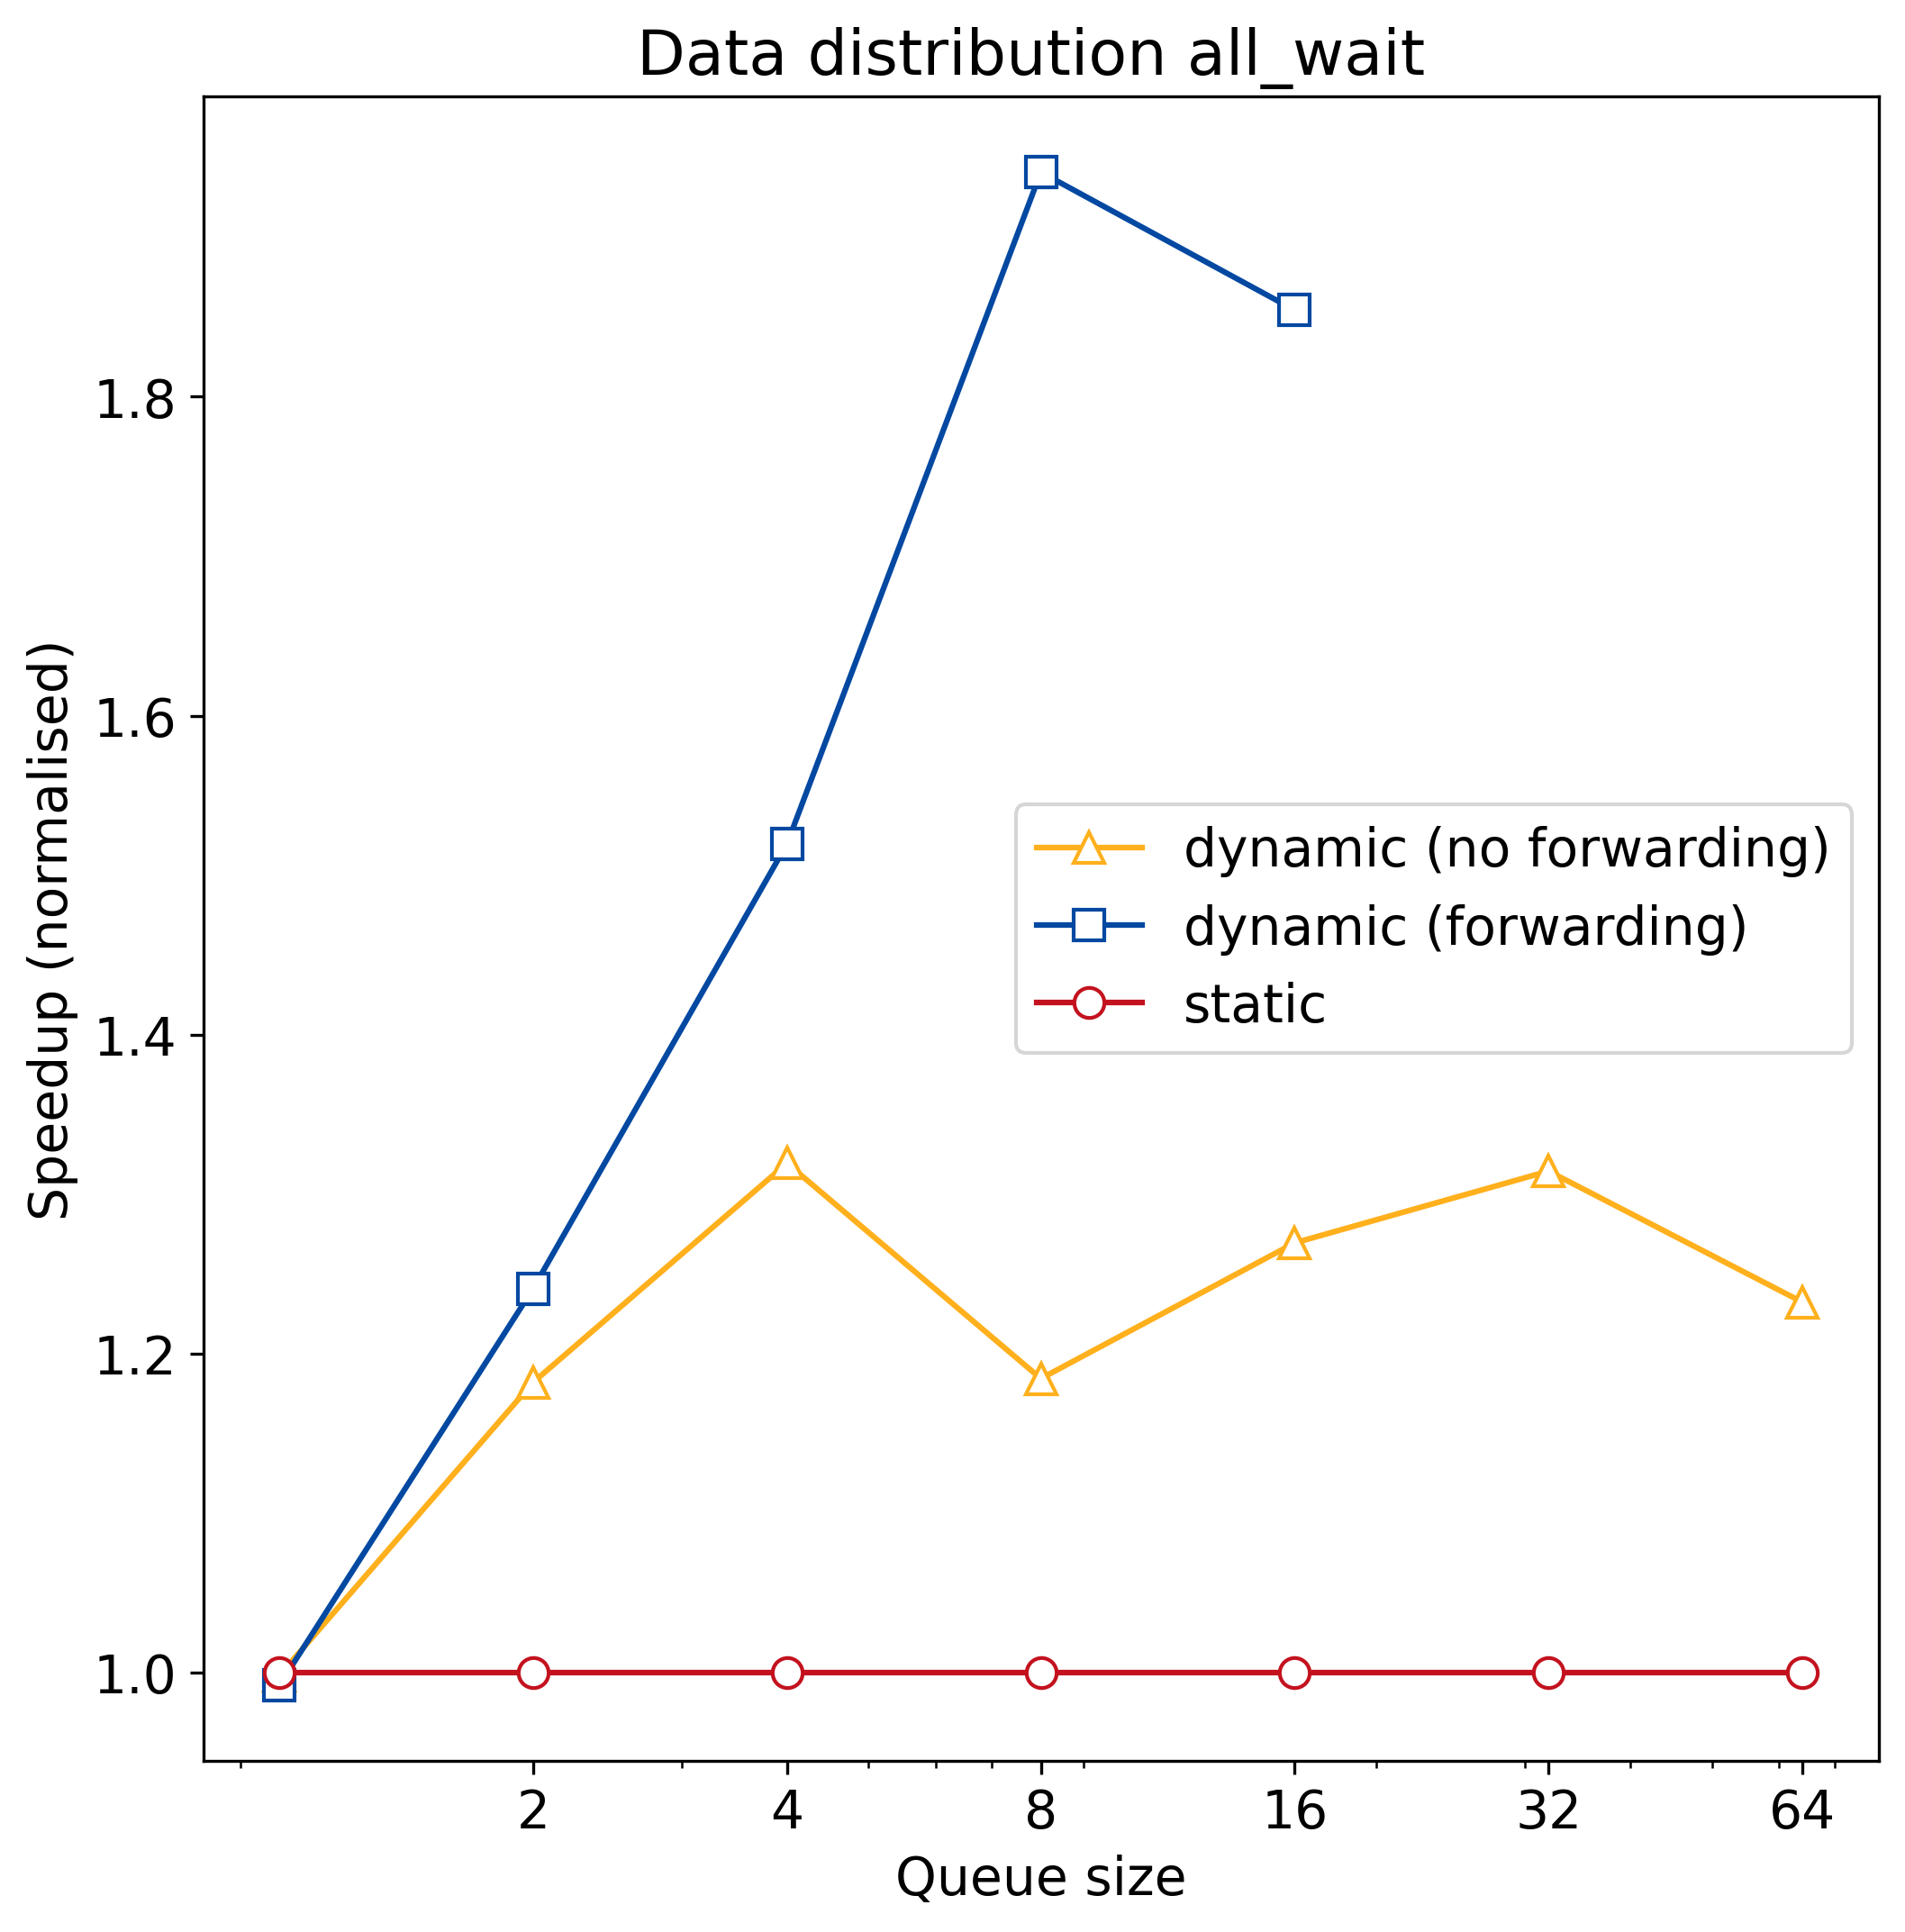 Data distribution all_wait
Speedup (normalised)
1.8
1.6
1.4
1.2
1.0
dynamic (no forwarding)
dynamic (forwarding)
static
2 4 8 16 32 64
Queue size